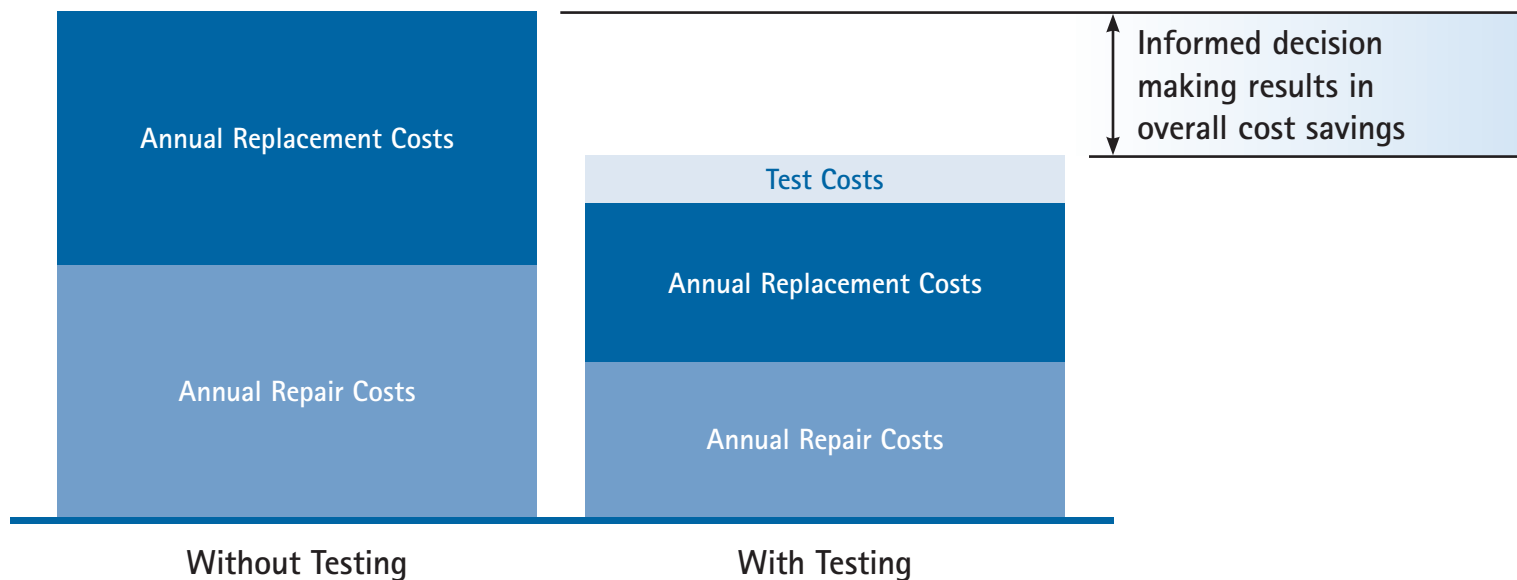 Annual Replacement Costs
Annual Repair Costs
Without Testing
Test Costs
Annual Replacement Costs
Annual Repair Costs
With Testing
Informed decision
making results in
overall cost savings